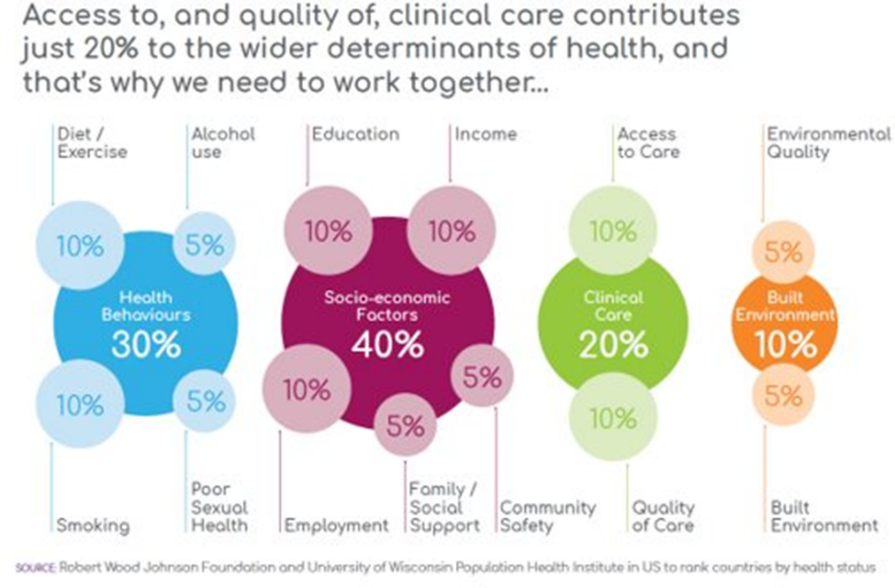 Access to, and quality of, clinical care contributes
just 20% to the wider determinants of health, and
that's why we need to work together...
Diet /
Exercise
Alcohol
use
Education
Income
Access
to Care
Environmental
Quality
10%
5%
10%
10%
10%
5%
Health
Behaviours
30%
Socio-economic
Factors
40%
Clinical
Care
20%
Built
Environment
10%
10%
5%
10%
5%
5%
10%
5%
Smoking
Poor
Sexual
Health
Employment
Family /
Social
Support
Community
Safety
Quality
of Care
Built
Environment
SOURCE: Robert Wood Johnson Foundation and University of Wisconsin Population Health Institute in US to rank countries by health status